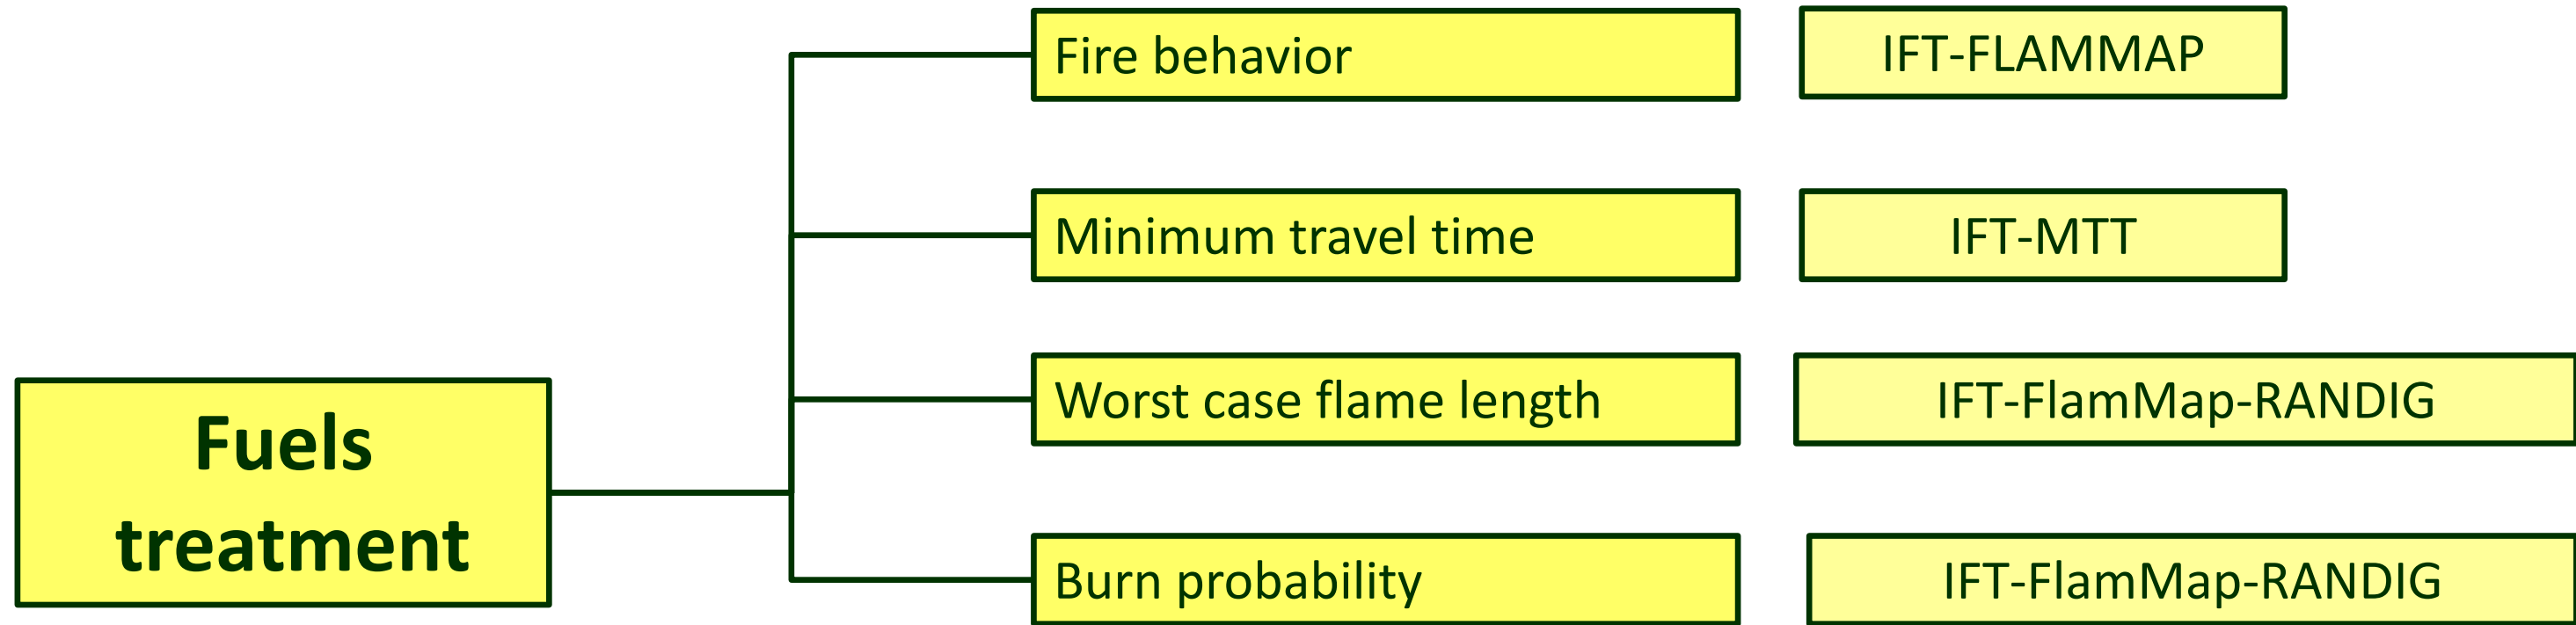 Fire behavior
IFT-FLAMMAP
Minimum travel time
IFT-MTT
Worst case flame length
IFT-FlamMap-RANDIG
Fuels
treatment
Burn probability
IFT-FlamMap-RANDIG